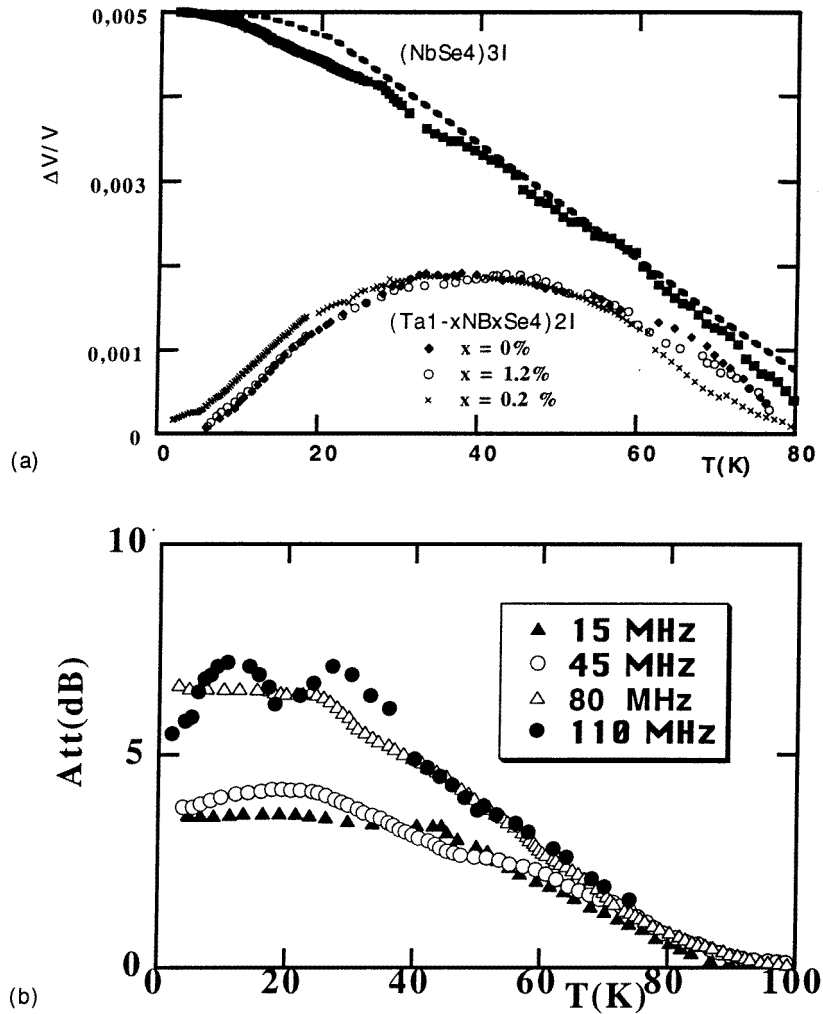 0,005
(NbSe4)3I
ΔV/V
0,003
(Ta1-xNBxSe4)2I
x = 0%
x = 1.2%
x = 0.2 %
0,001
0
0 20 40 60 80
T(K)
(a)
10
15 MHz
45 MHz
80 MHz
110 MHz
Att(dB)
5
0
0 20 40 60 80 100
T(K)
(b)